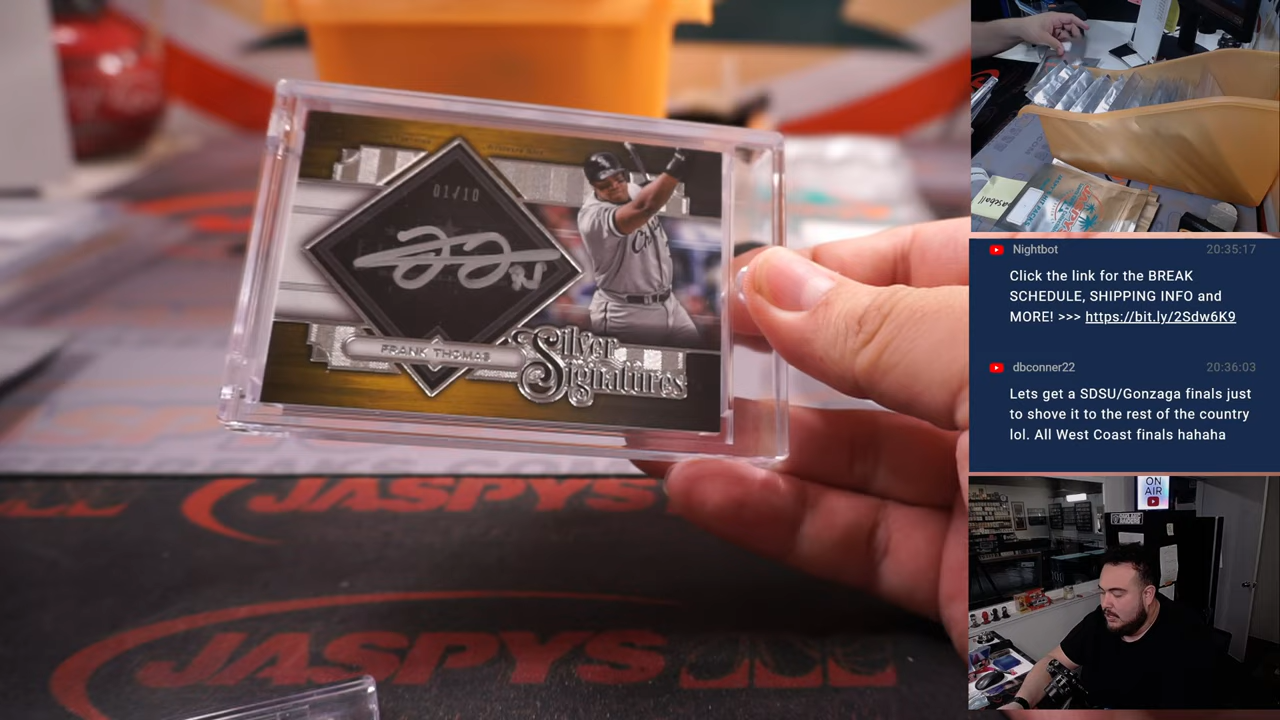 01/10
FRANK THOMAS
Silver
Signatures
JASPYS
JASPYS
Nightbot
20:35:17
Click the link for the BREAK
SCHEDULE, SHIPPING INFO and
MORE! >>> https://bit.ly/2Sdw6K9
dbconner22
20:36:03
Lets get a SDSU/Gonzaga finals just
to shove it to the rest of the country
lol. All West Coast finals hahaha
ON
AIR